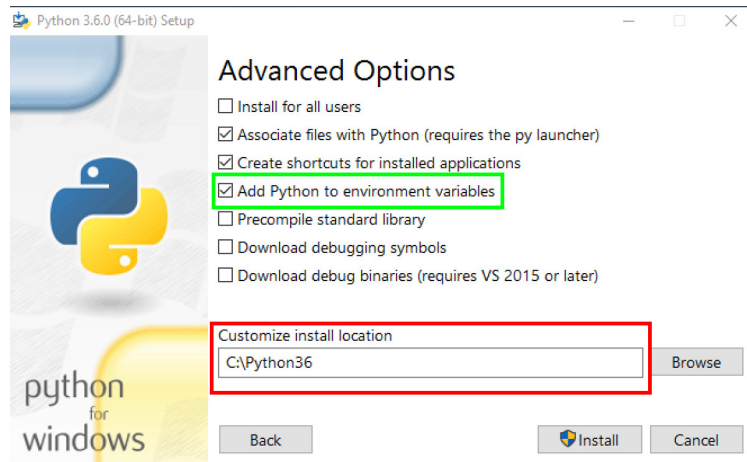 Python 3.6.0 (64-bit) Setup
Advanced Options
Install for all users
Associate files with Python (requires the py launcher)
Create shortcuts for installed applications
Add Python to environment variables
Precompile standard library
Download debugging symbols
Download debug binaries (requires VS 2015 or later)
Customize install location
C:\Python36
Browse
python
for
windows
Back
Install
Cancel